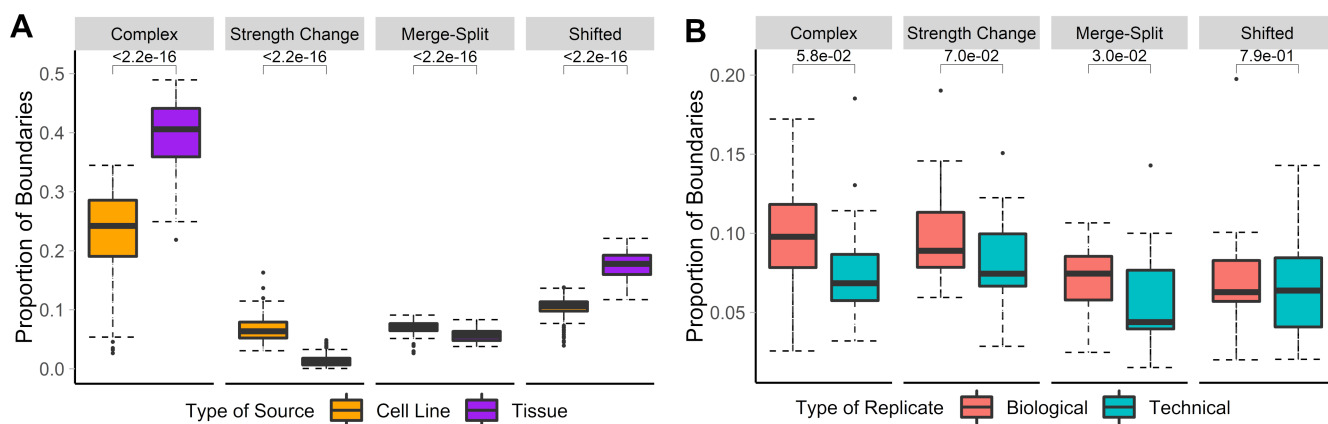 A
Complex Strength Change Merge-Split Shifted
<2.2e-16 <2.2e-16 <2.2e-16 <2.2e-16
Proportion of Boundaries
0.5
0.4
0.3
0.2
0.1
0.0
Type of Source Cell Line Tissue
B
Complex Strength Change Merge-Split Shifted
5.8e-02 7.0e-02 3.0e-02 7.9e-01
Proportion of Boundaries
0.20
0.15
0.10
0.05
Type of Replicate Biological Technical